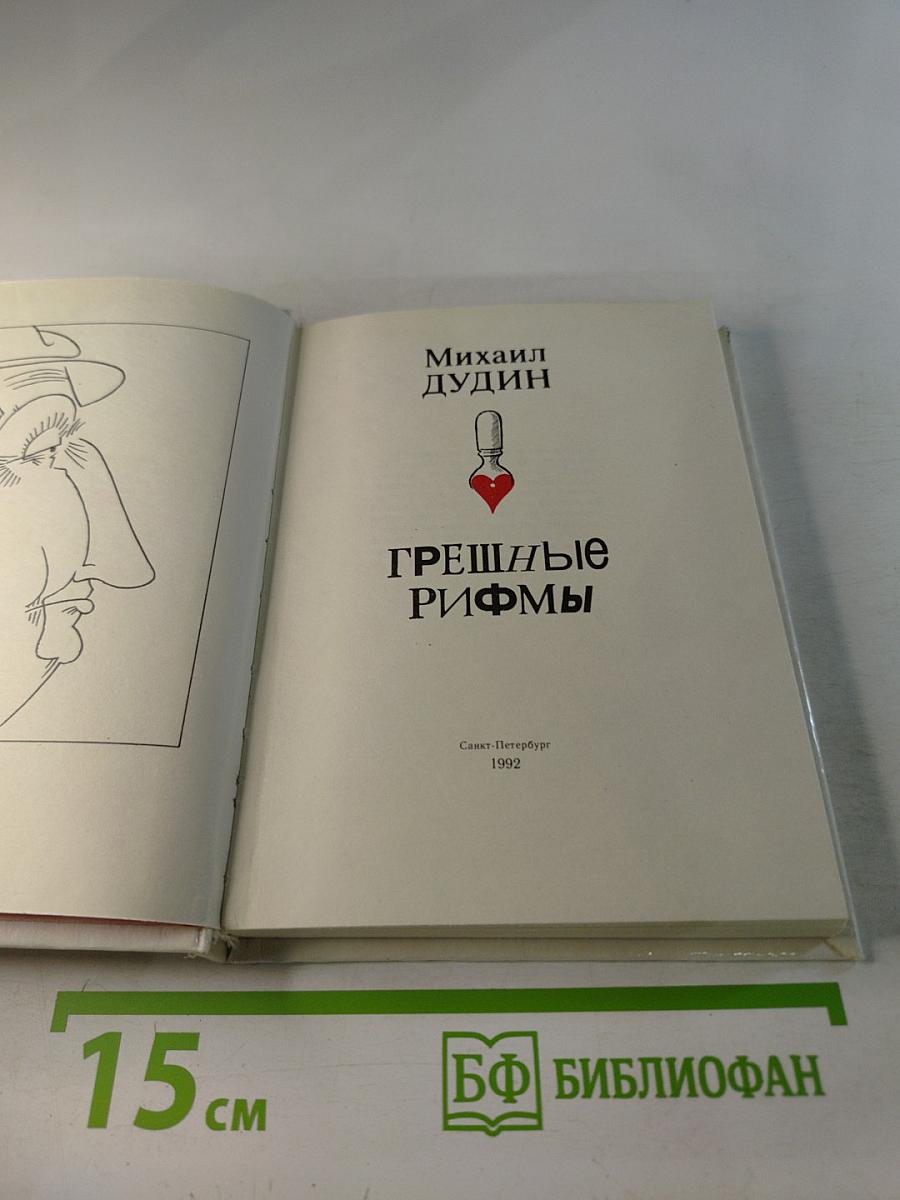 Михаил
ДУДИН
ГРЕШНЫе
РИФМЫ
Санкт-Петербург
1992
15 см
БФ БИБЛИОФАН